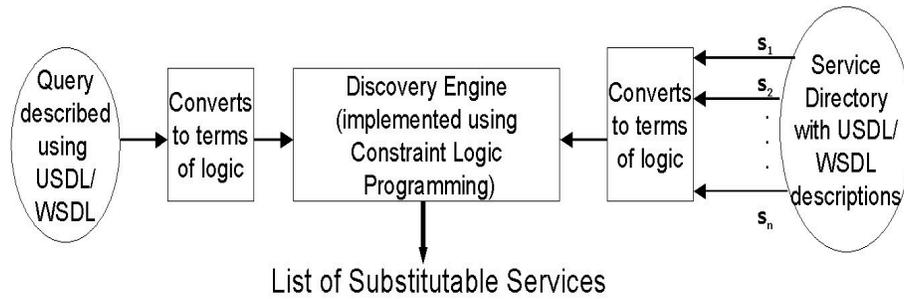 Query
described
using
USDL/
WSDL
Converts
to terms
of logic
Discovery Engine
(implemented using
Constraint Logic
Programming)
Converts
to terms
of logic
S1
S2
.
.
.
.
Sn
Service
Directory
with USDL/
WSDL
descriptions
List of Substitutable Services